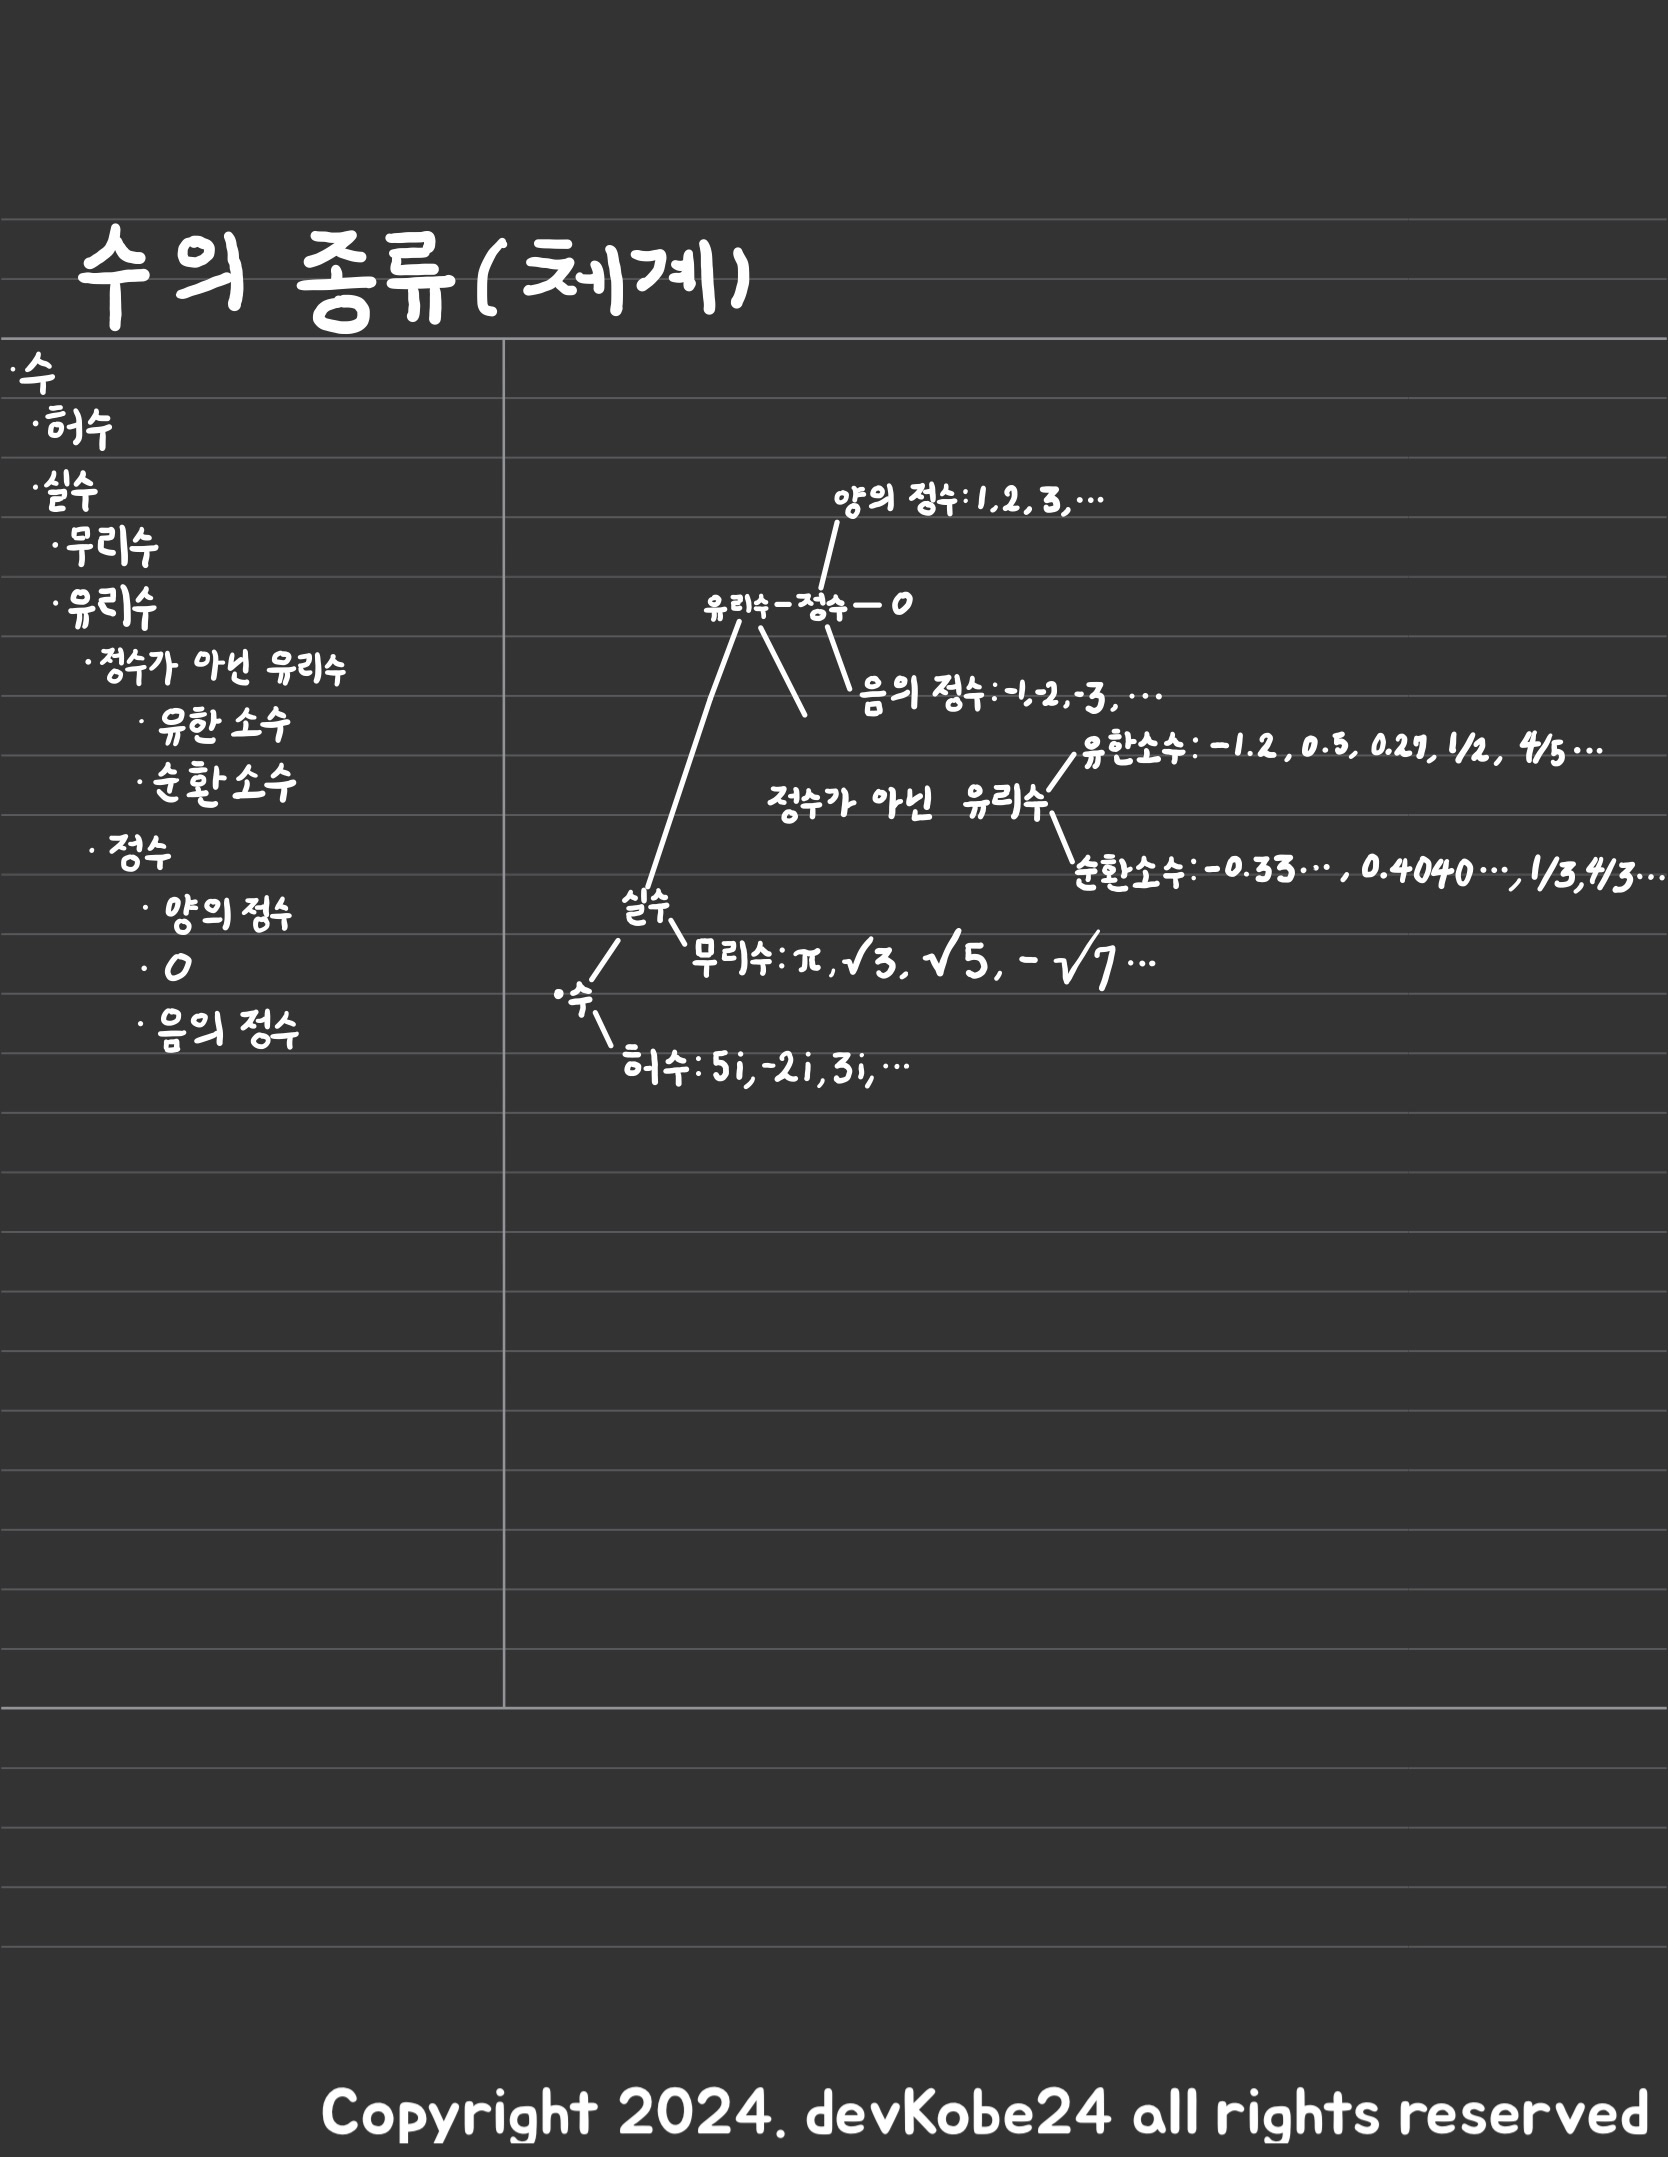 수의 종류(체계)
·수
·허수
·실수
·무리수
·유리수
·정수가 아닌 유리수
·유한소수
·순환소수
·정수
·양의 정수
·0
·음의 정수
양의 정수: 1, 2, 3, ⋯
유리수-정수-0
음의 정수: -1, -2, -3, ⋯
유한소수: -1.2, 0.5, 0.27, 1/2, 4/5 ⋯
정수가 아닌 유리수
순환소수: -0.33⋯, 0.4040⋯, 1/3, 4/3⋯
실수
무리수: π, √3, √5, -√7 ⋯
·수
허수: 5i, -2i, 3i, ⋯
Copyright 2024. devKobe24 all rights reserved